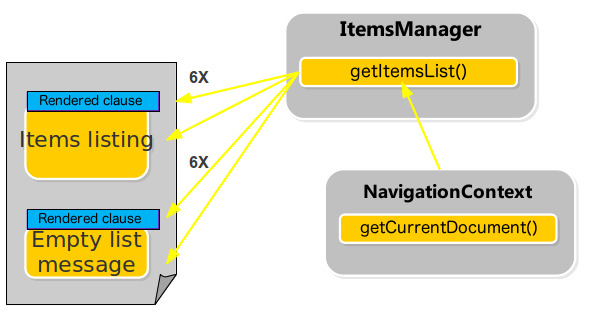 ItemsManager
getItemsList()
6X
Rendered clause
Items listing
6X
NavigationContext
getCurrentDocument()
Rendered clause
Empty list
message